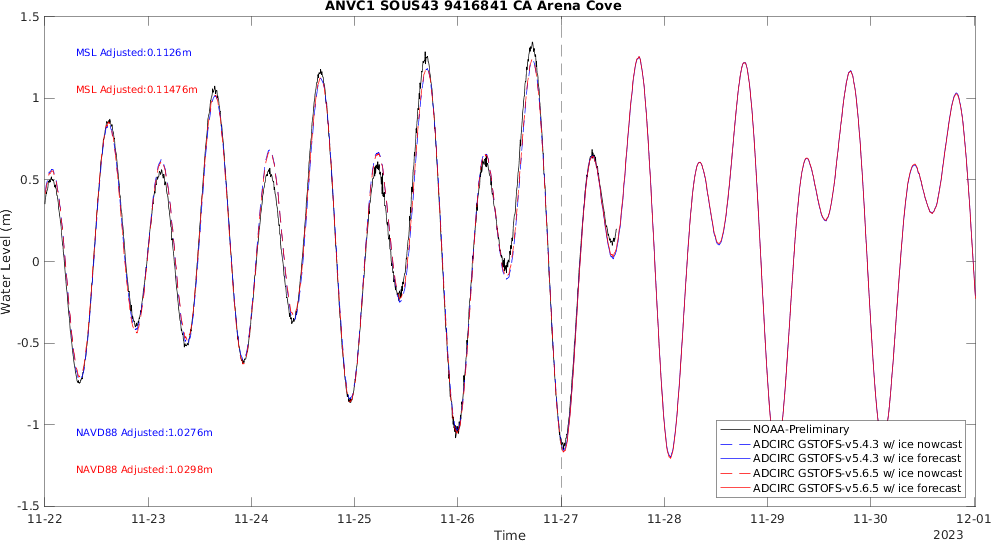 ANVC1 SOUS43 9416841 CA Arena Cove
MSL Adjusted:0.1126m
MSL Adjusted:0.11476m
NAVD88 Adjusted:1.0276m
NAVD88 Adjusted:1.0298m
Water Level (m)
1.5
1
0.5
0
-0.5
-1
-1.5
NOAA-Preliminary
ADCIRC GSTOFS-v5.4.3 w/ ice nowcast
ADCIRC GSTOFS-v5.4.3 w/ ice forecast
ADCIRC GSTOFS-v5.6.5 w/ ice nowcast
ADCIRC GSTOFS-v5.6.5 w/ ice forecast
11-22 11-23 11-24 11-25 11-26 11-27 11-28 11-29 11-30 12-01
Time
2023